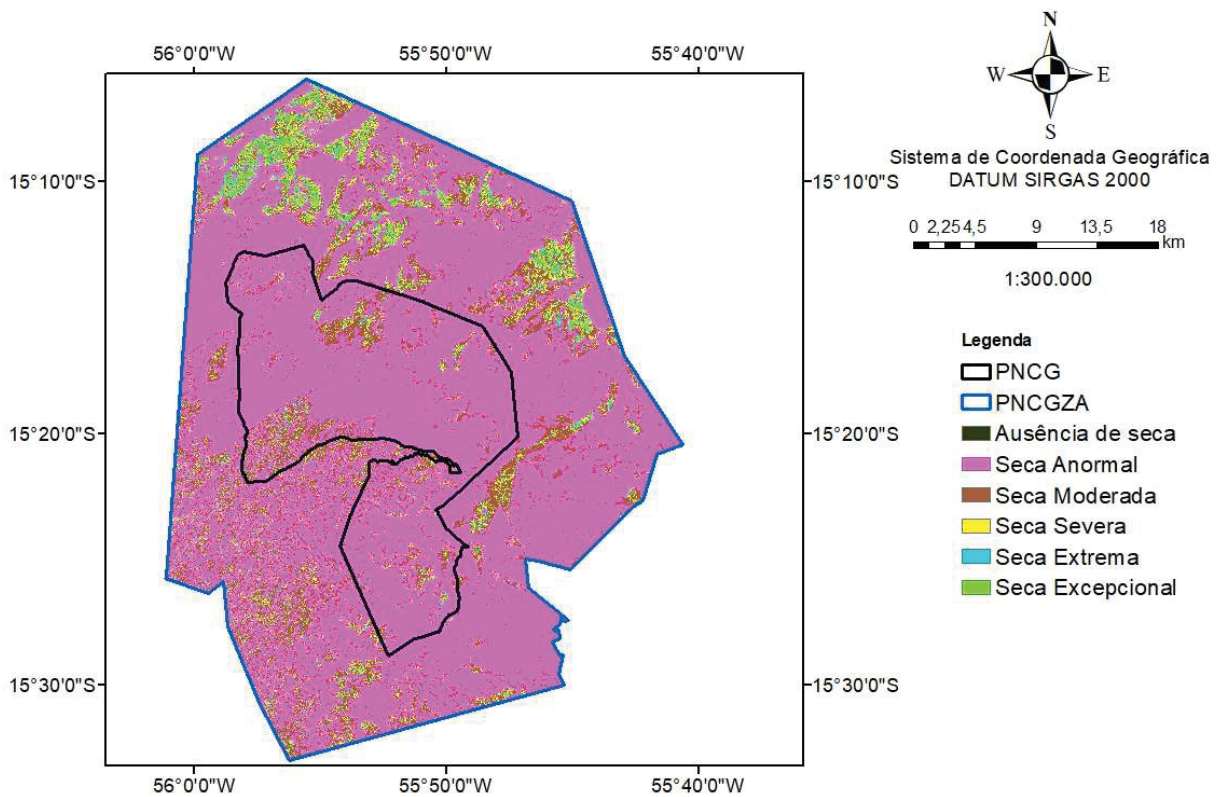 56°0'0"W
55°50'0"W
55°40'0"W
15°10'0"S
15°10'0"S
15°20'0"S
15°20'0"S
15°30'0"S
15°30'0"S
56°0'0"W
55°50'0"W
55°40'0"W
N
W
E
S
Sistema de Coordenada Geográfica
DATUM SIRGAS 2000
0 2,25 4,5 9 13,5 18
km
1:300.000
Legenda
PNCG
PNCGZA
Ausência de seca
Seca Anormal
Seca Moderada
Seca Severa
Seca Extrema
Seca Excepcional